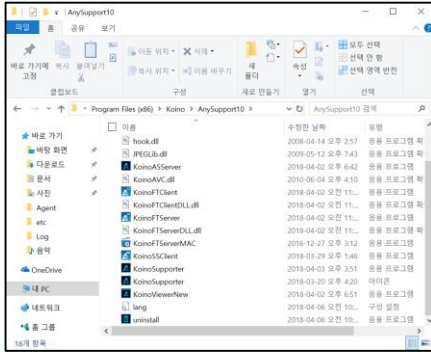 AnySupport10
파일 홈 공유 보기
바로 가기에 고정
복사
붙여넣기
이동 위치
삭제
복사 위치
이름 바꾸기
새 폴더
속성
모두 선택
선택 안 함
선택 영역 반전
클립보드 구성 새로 만들기 열기 선택
Program Files (x86) > Koino > AnySupport10 >
AnySupport10 검색
바로 가기
바탕 화면
다운로드
문서
사진
Agent
etc
Log
음악
OneDrive
내 PC
네트워크
홈 그룹
이름 수정한 날짜 유형
hook.dll 2008-04-14 오후 2:57 응용 프로그램 확
JPEGLib.dll 2009-05-12 오후 7:43 응용 프로그램 확
KoinoASServer 2018-04-02 오후 6:42 응용 프로그램
KoinoAVC.dll 2010-06-04 오후 4:10 응용 프로그램 확
KoinoFTClient 2018-04-02 오전 11:... 응용 프로그램
KoinoFTClientDLL.dll 2018-04-02 오전 11:... 응용 프로그램 확
KoinoFTServer 2018-04-02 오전 11:... 응용 프로그램
KoinoFTServerDLL.dll 2018-04-02 오전 11:... 응용 프로그램 확
KoinoFTServerMAC 2016-12-27 오후 3:12 응용 프로그램
KoinoSSClient 2018-03-29 오후 1:46 응용 프로그램
KoinoSupporter 2018-04-03 오후 3:51 응용 프로그램
KoinoSupporter 2018-03-20 오후 4:20 아이콘
KoinoViewerNew 2018-04-02 오후 6:51 응용 프로그램
lang 2018-04-06 오전 10:... 구성 설정
uninstall 2018-04-06 오전 10:... 응용 프로그램
18개 항목